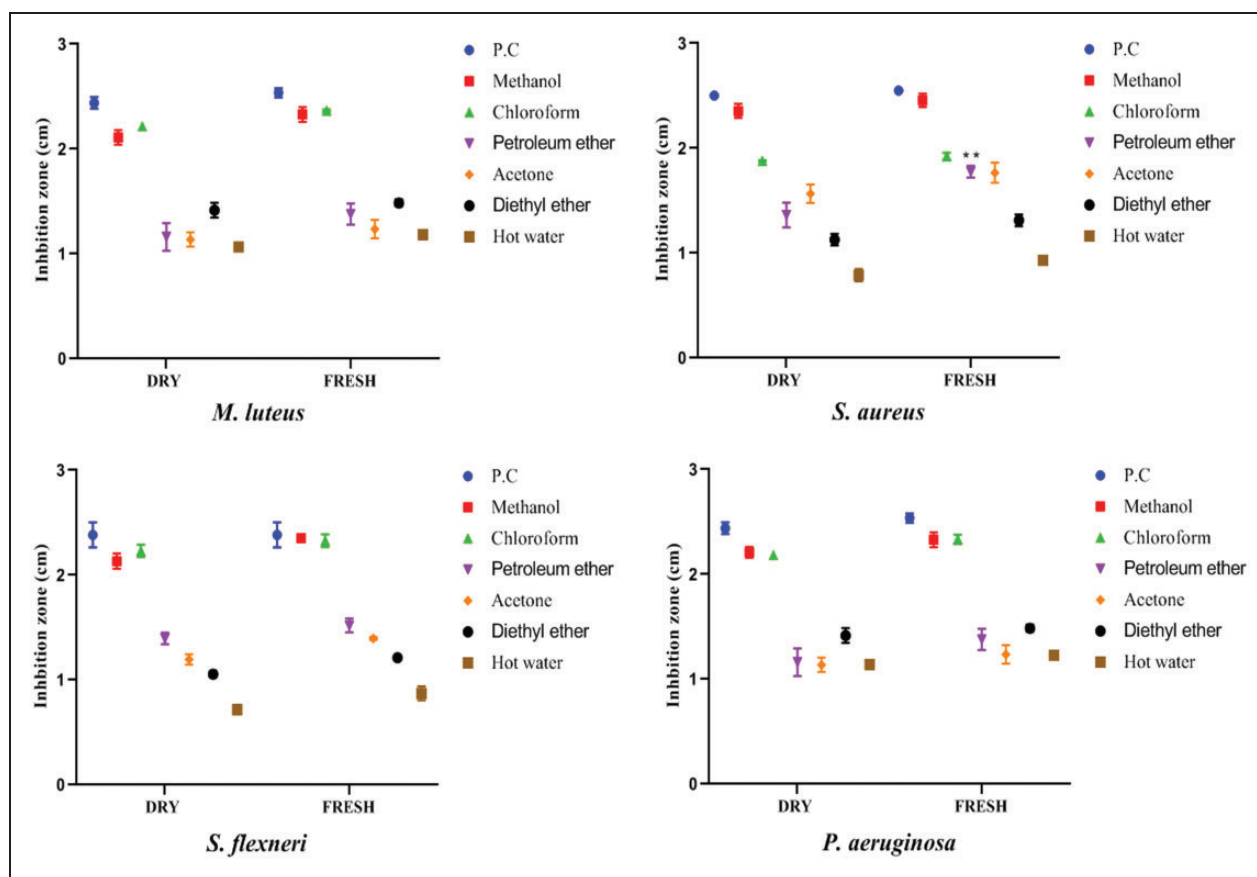 3
2
1
0
Inhbition zone (cm)
DRY
FRESH
M. luteus
P.C
Methanol
Chloroform
Petroleum ether
Acetone
Diethyl ether
Hot water
3
2
1
0
Inhbition zone (cm)
**
DRY
FRESH
S. aureus
P.C
Methanol
Chloroform
Petroleum ether
Acetone
Diethyl ether
Hot water
3
2
1
0
Inhbition zone (cm)
DRY
FRESH
S. flexneri
P.C
Methanol
Chloroform
Petroleum ether
Acetone
Diethyl ether
Hot water
3
2
1
0
Inhbition zone (cm)
DRY
FRESH
P. aeruginosa
P.C
Methanol
Chloroform
Petroleum ether
Acetone
Diethyl ether
Hot water